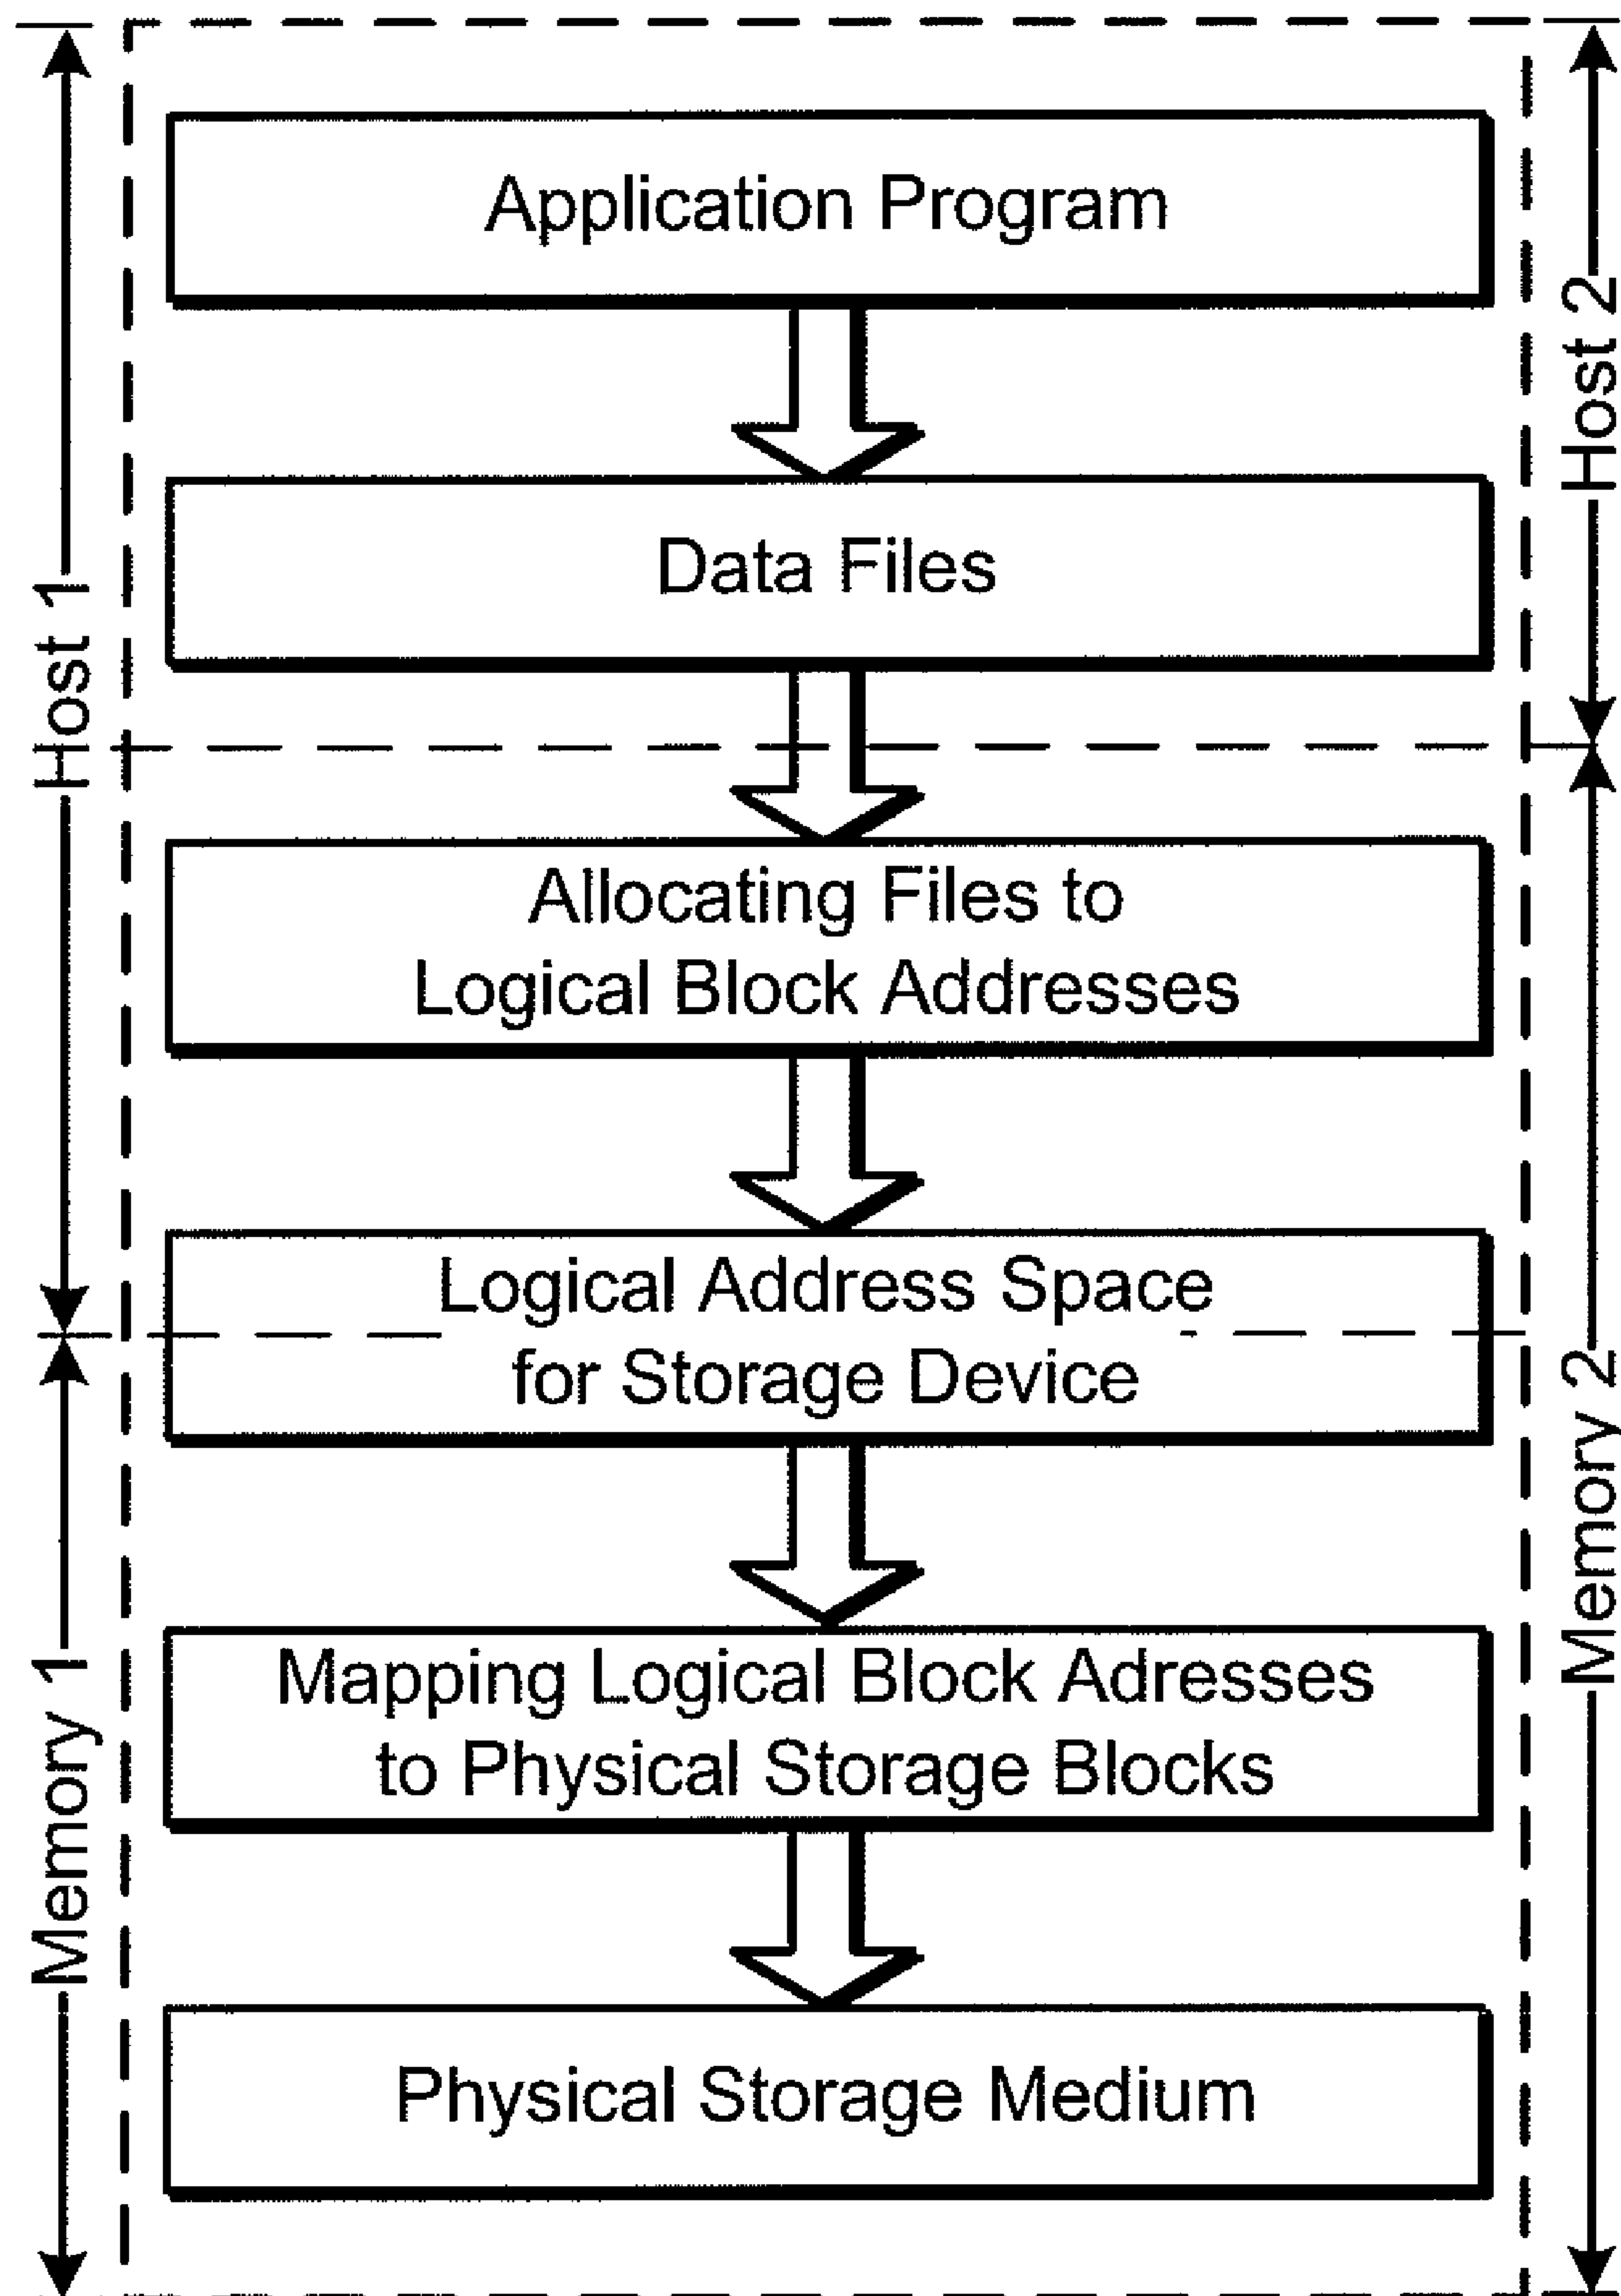 Application Program
Data Files
Allocating Files to
Logical Block Addresses
Logical Address Space
for Storage Device
Mapping Logical Block Adresses
to Physical Storage Blocks
Physical Storage Medium
Host 1
Memory 1
Host 2
Memory 2